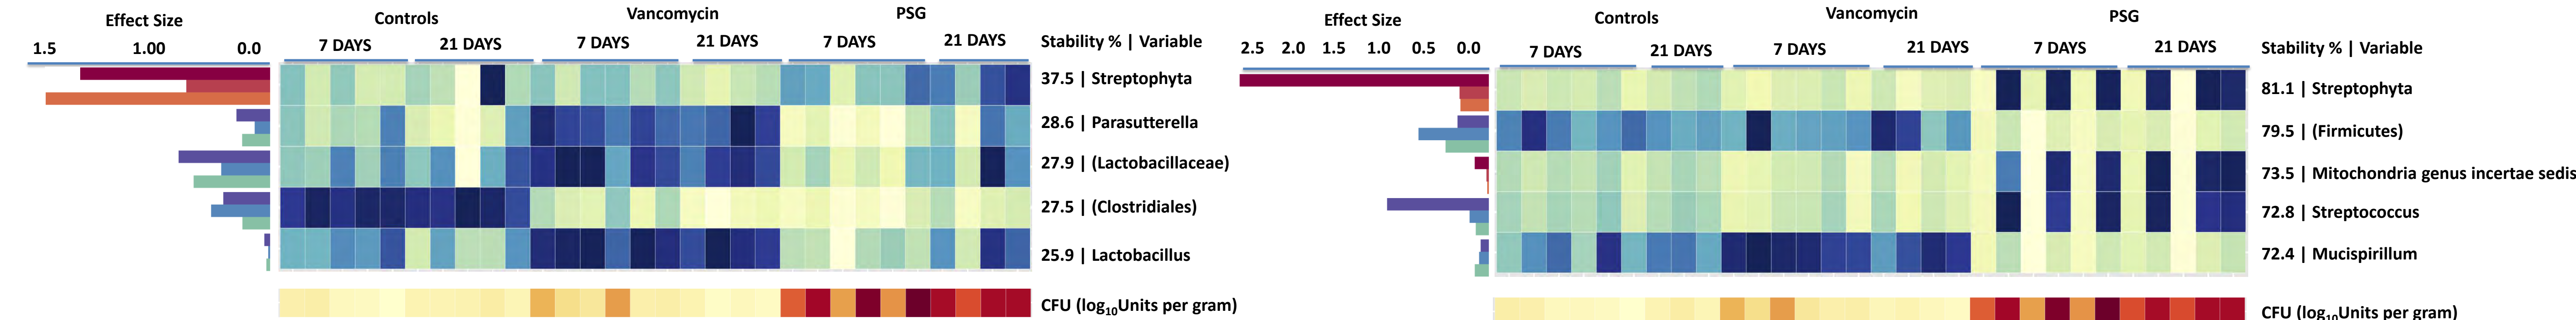 Effect Size
Controls
Vancomycin
PSG
1.5 1.00 0.0
7 DAYS 21 DAYS 7 DAYS 21 DAYS 7 DAYS 21 DAYS
Stability % | Variable
37.5 | Streptophyta
28.6 | Parasutterella
27.9 | (Lactobacillaceae)
27.5 | (Clostridiales)
25.9 | Lactobacillus
CFU (log10Units per gram)
Effect Size
Controls
Vancomycin
PSG
2.5 2.0 1.5 1.0 0.5 0.0
7 DAYS 21 DAYS 7 DAYS 21 DAYS 7 DAYS 21 DAYS
Stability % | Variable
81.1 | Streptophyta
79.5 | (Firmicutes)
73.5 | Mitochondria genus incertae sedis
72.8 | Streptococcus
72.4 | Mucispirillum
CFU (log10Units per gram)